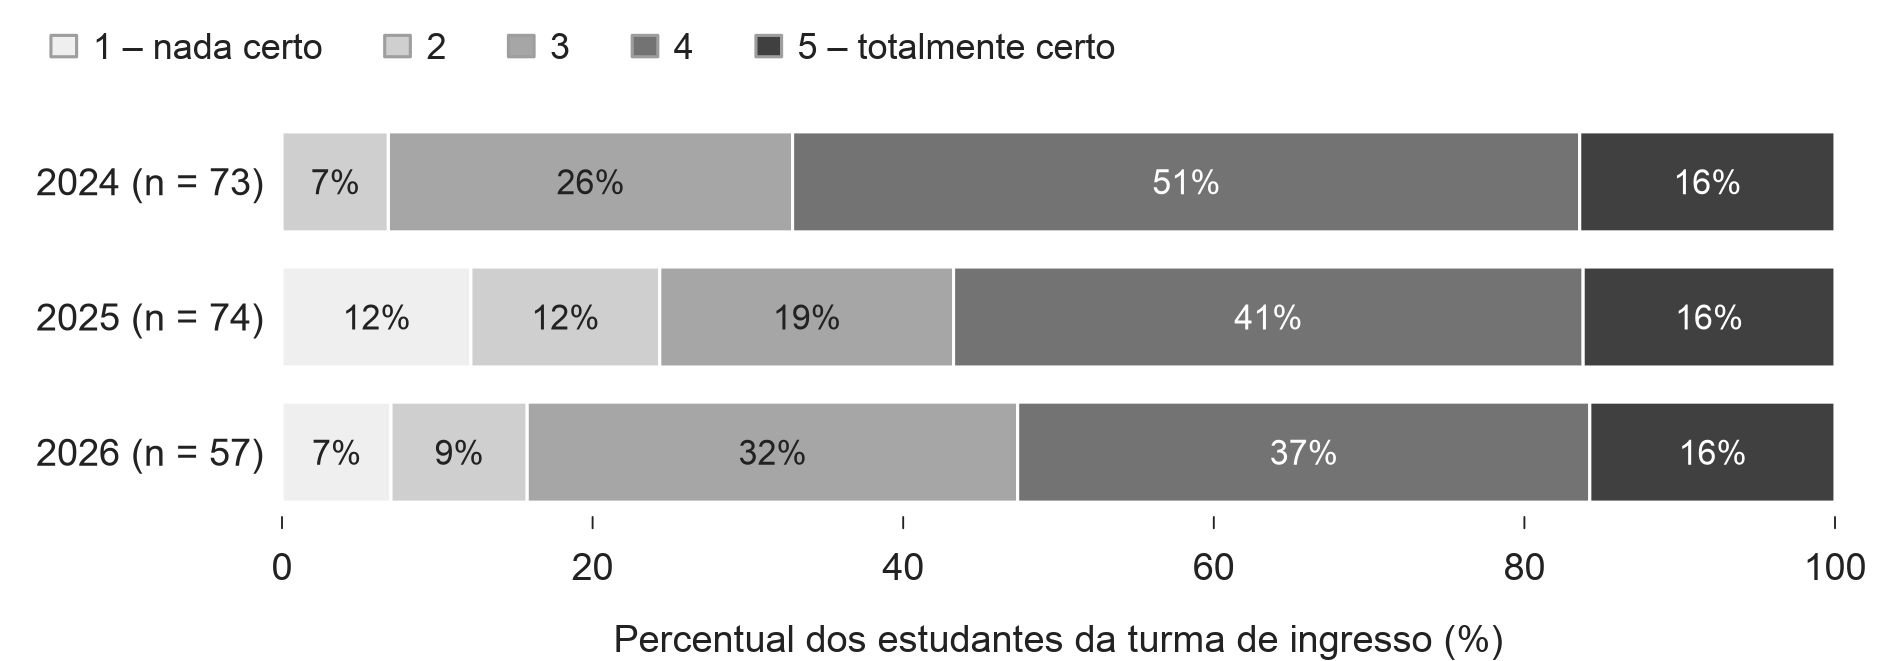 1 – nada certo 2 3 4 5 – totalmente certo
2024 (n = 73) 7% 26% 51% 16%
2025 (n = 74) 12% 12% 19% 41% 16%
2026 (n = 57) 7% 9% 32% 37% 16%
0 20 40 60 80 100
Percentual dos estudantes da turma de ingresso (%)